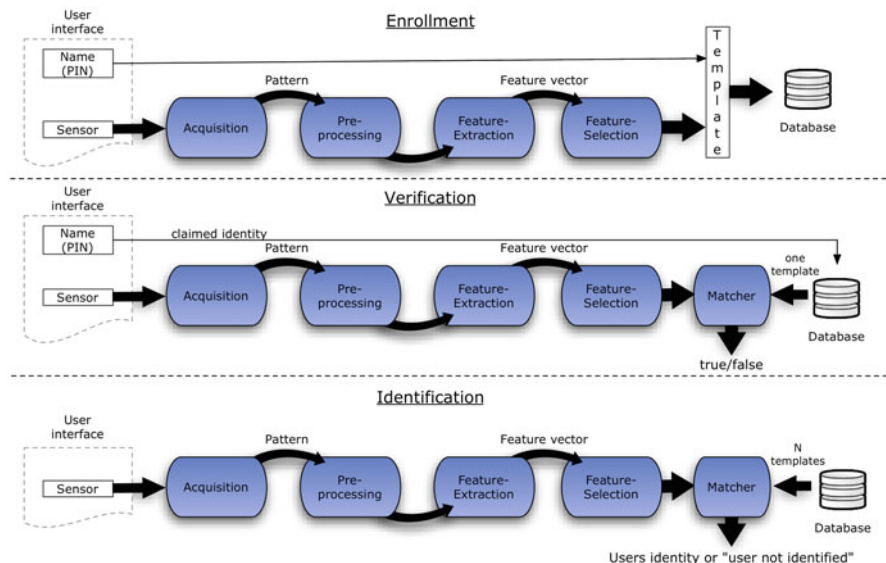 Enrollment
User
interface
Name
(PIN)
Sensor
Acquisition
Pattern
Pre-
processing
Feature-
Extraction
Feature vector
Feature-
Selection
Template
Database
Verification
User
interface
Name
(PIN)
claimed identity
Sensor
Acquisition
Pattern
Pre-
processing
Feature-
Extraction
Feature vector
Feature-
Selection
Matcher
one
template
Database
true/false
Identification
User
interface
Sensor
Acquisition
Pattern
Pre-
processing
Feature-
Extraction
Feature vector
Feature-
Selection
Matcher
N
templates
Database
Users identity or "user not identified"